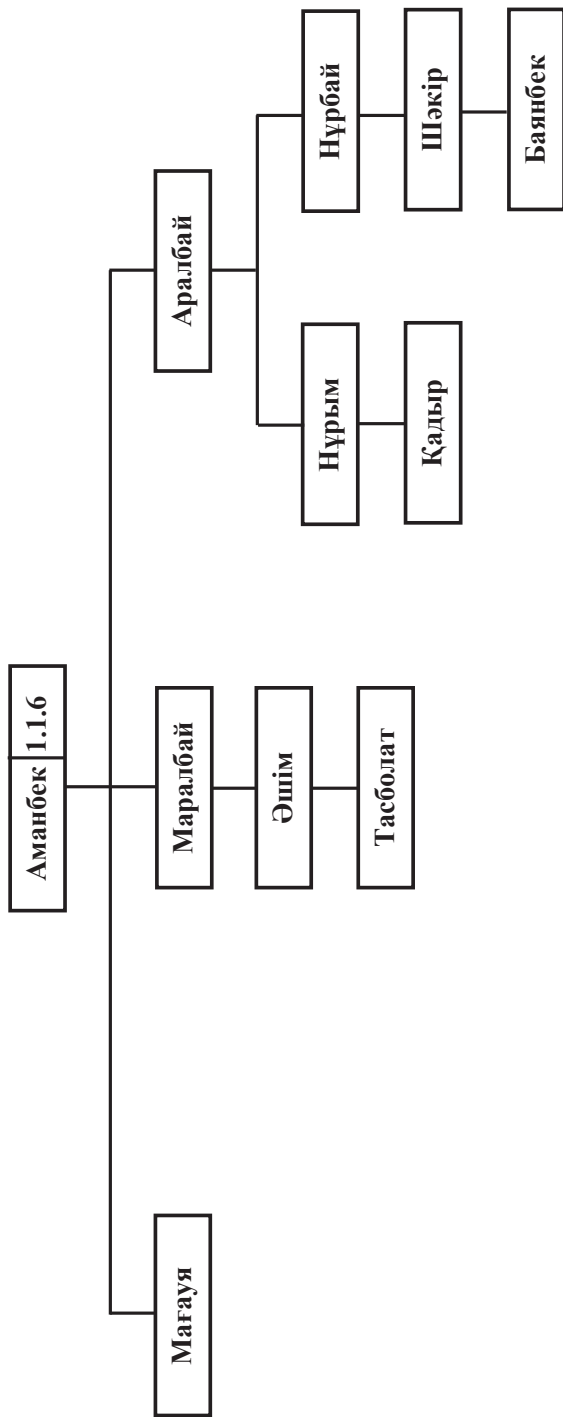 Аманбек 1.1.6
Мағауя
Маралбай
Аралбай
Әшім
Нұрым
Нұрбай
Тасболат
Қадыр
Шәкір
Баянбек